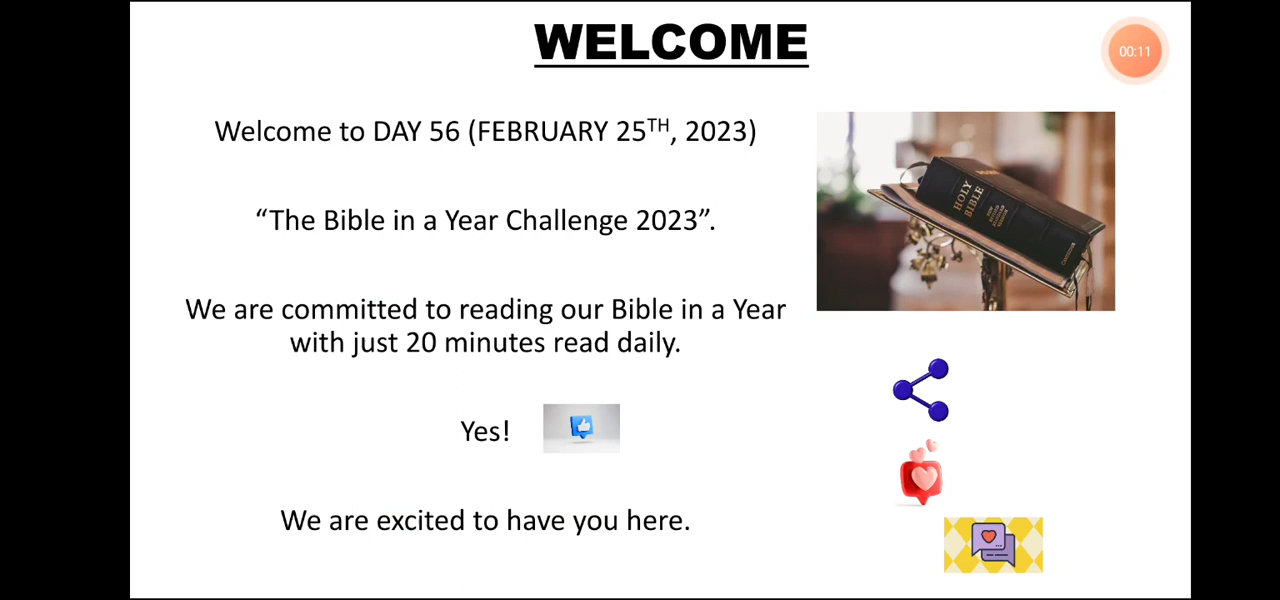 WELCOME
00:11
Welcome to DAY 56 (FEBRUARY 25TH, 2023)
“The Bible in a Year Challenge 2023”.
We are committed to reading our Bible in a Year
with just 20 minutes read daily.
Yes!
We are excited to have you here.
HOLY
BIBLE